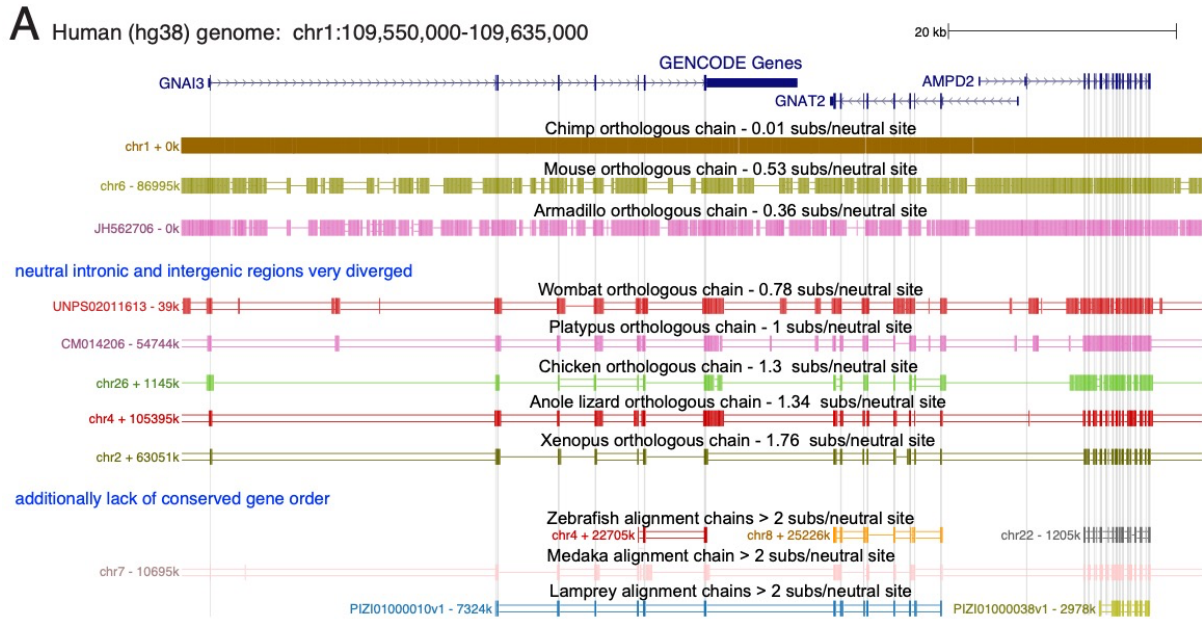 A Human (hg38) genome: chr1:109,550,000-109,635,000
20 kb
GENCODE Genes
GNAI3
AMPD2
GNAT2
Chimp orthologous chain - 0.01 subs/neutral site
chr1 + 0k
Mouse orthologous chain - 0.53 subs/neutral site
chr6 - 86995k
Armadillo orthologous chain - 0.36 subs/neutral site
JH562706 - 0k
neutral intronic and intergenic regions very diverged
Wombat orthologous chain - 0.78 subs/neutral site
UNPS02011613 - 39k
Platypus orthologous chain - 1 subs/neutral site
CM014206 - 54744k
Chicken orthologous chain - 1.3 subs/neutral site
chr26 + 1145k
Anole lizard orthologous chain - 1.34 subs/neutral site
chr4 + 105395k
Xenopus orthologous chain - 1.76 subs/neutral site
chr2 + 63051k
additionally lack of conserved gene order
Zebrafish alignment chains > 2 subs/neutral site
chr4 + 22705k
chr8 + 25226k
chr22 - 1205k
Medaka alignment chain > 2 subs/neutral site
chr7 - 10695k
Lamprey alignment chains > 2 subs/neutral site
PIZI01000010v1 - 7324k
PIZI01000038v1 - 2978k